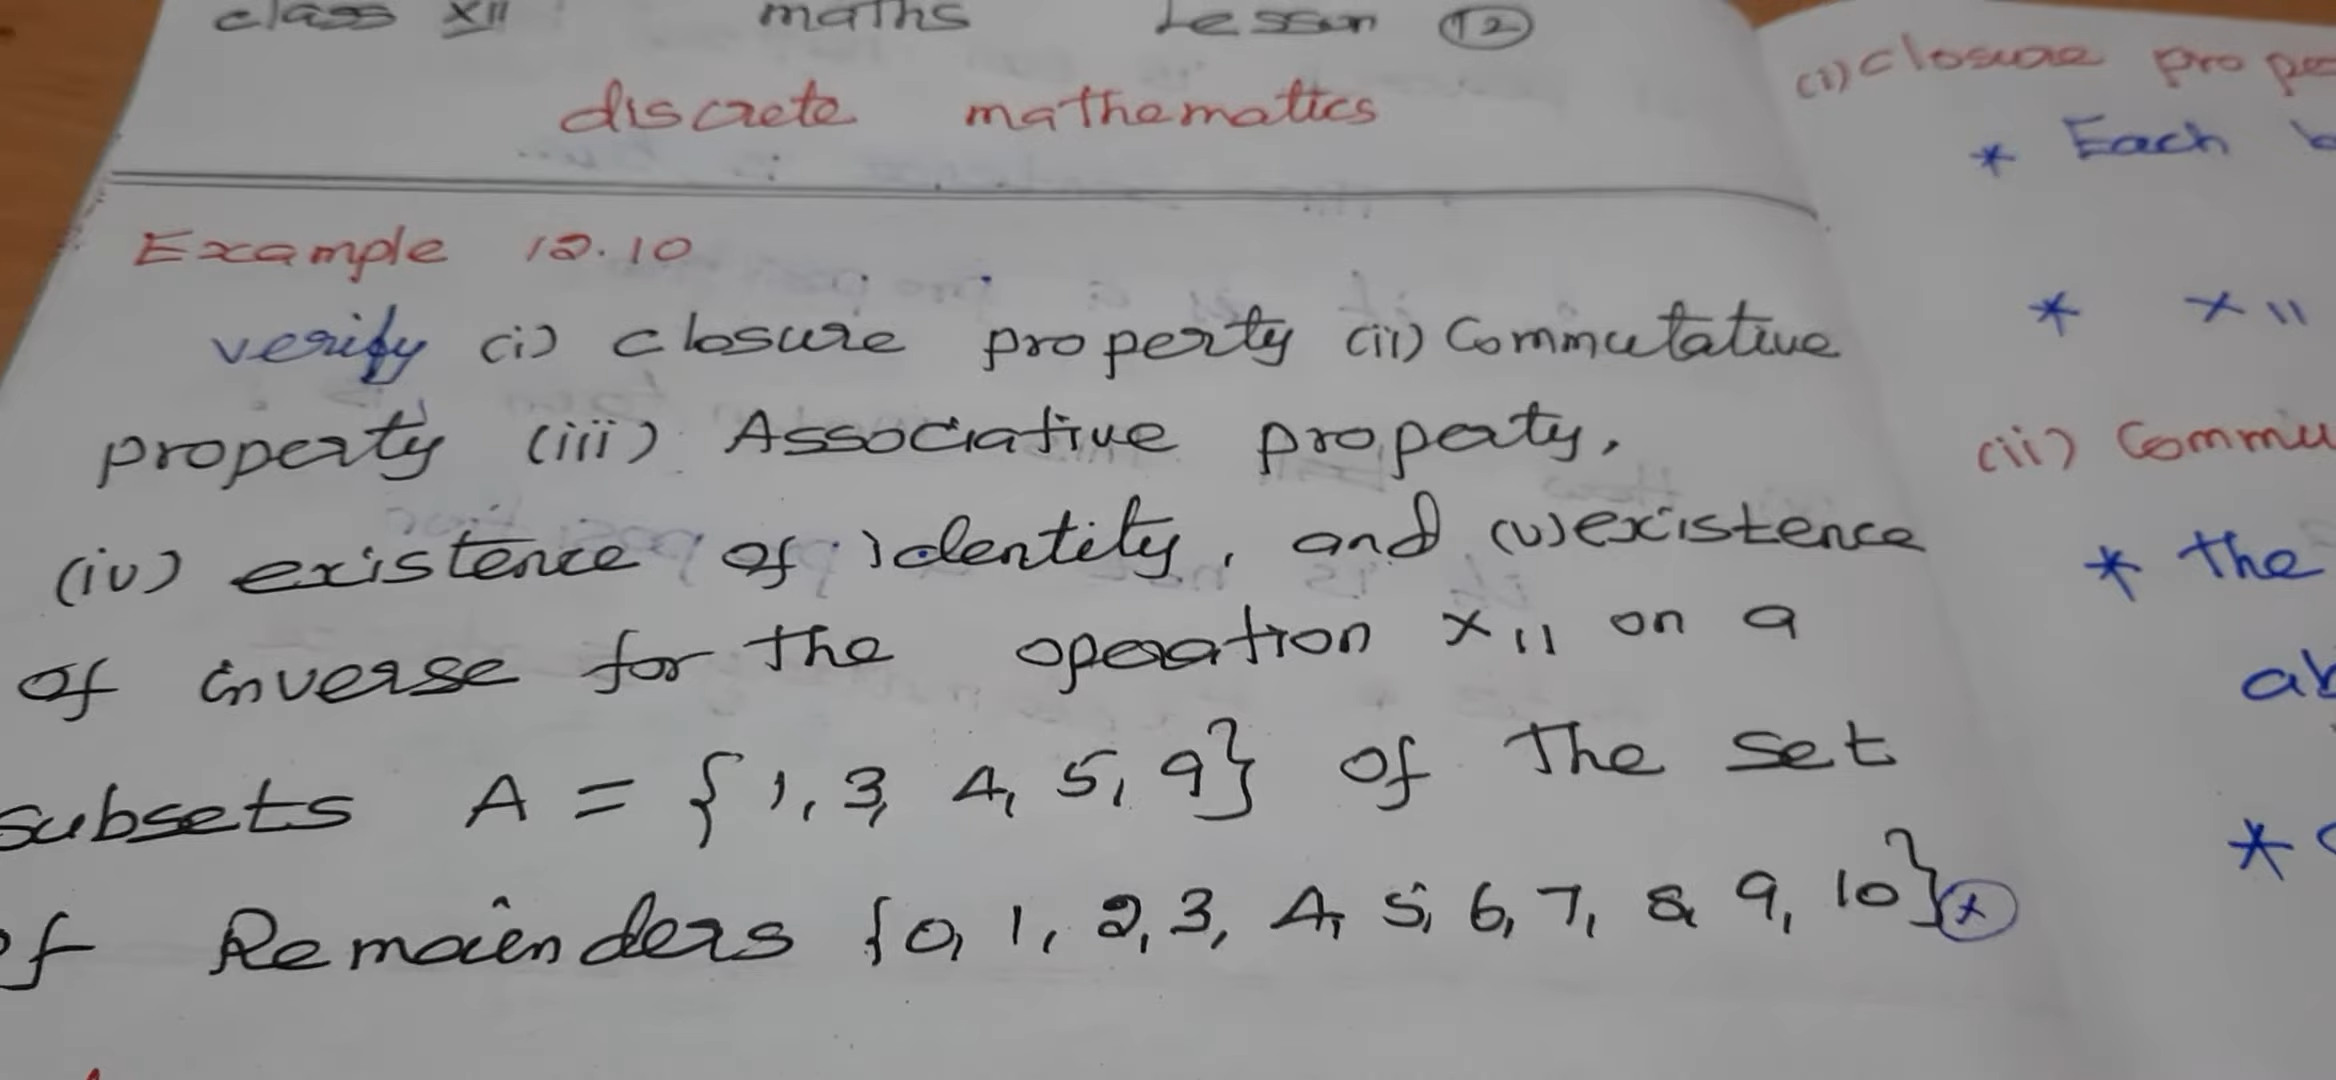 class XII maths Lesson 12
discrete mathematics
Example 12.10
verify (i) closure property (ii) Commutative
property (iii) Associative property,
(iv) existence of identity, and (v) existence
of inverse for the operation ×11 on a
subsets A = {1, 3, 4, 5, 9} of the set
of Remainders {0, 1, 2, 3, 4, 5, 6, 7, 8, 9, 10}
(i) closure
* Each
* ×11
(ii)
* the
*